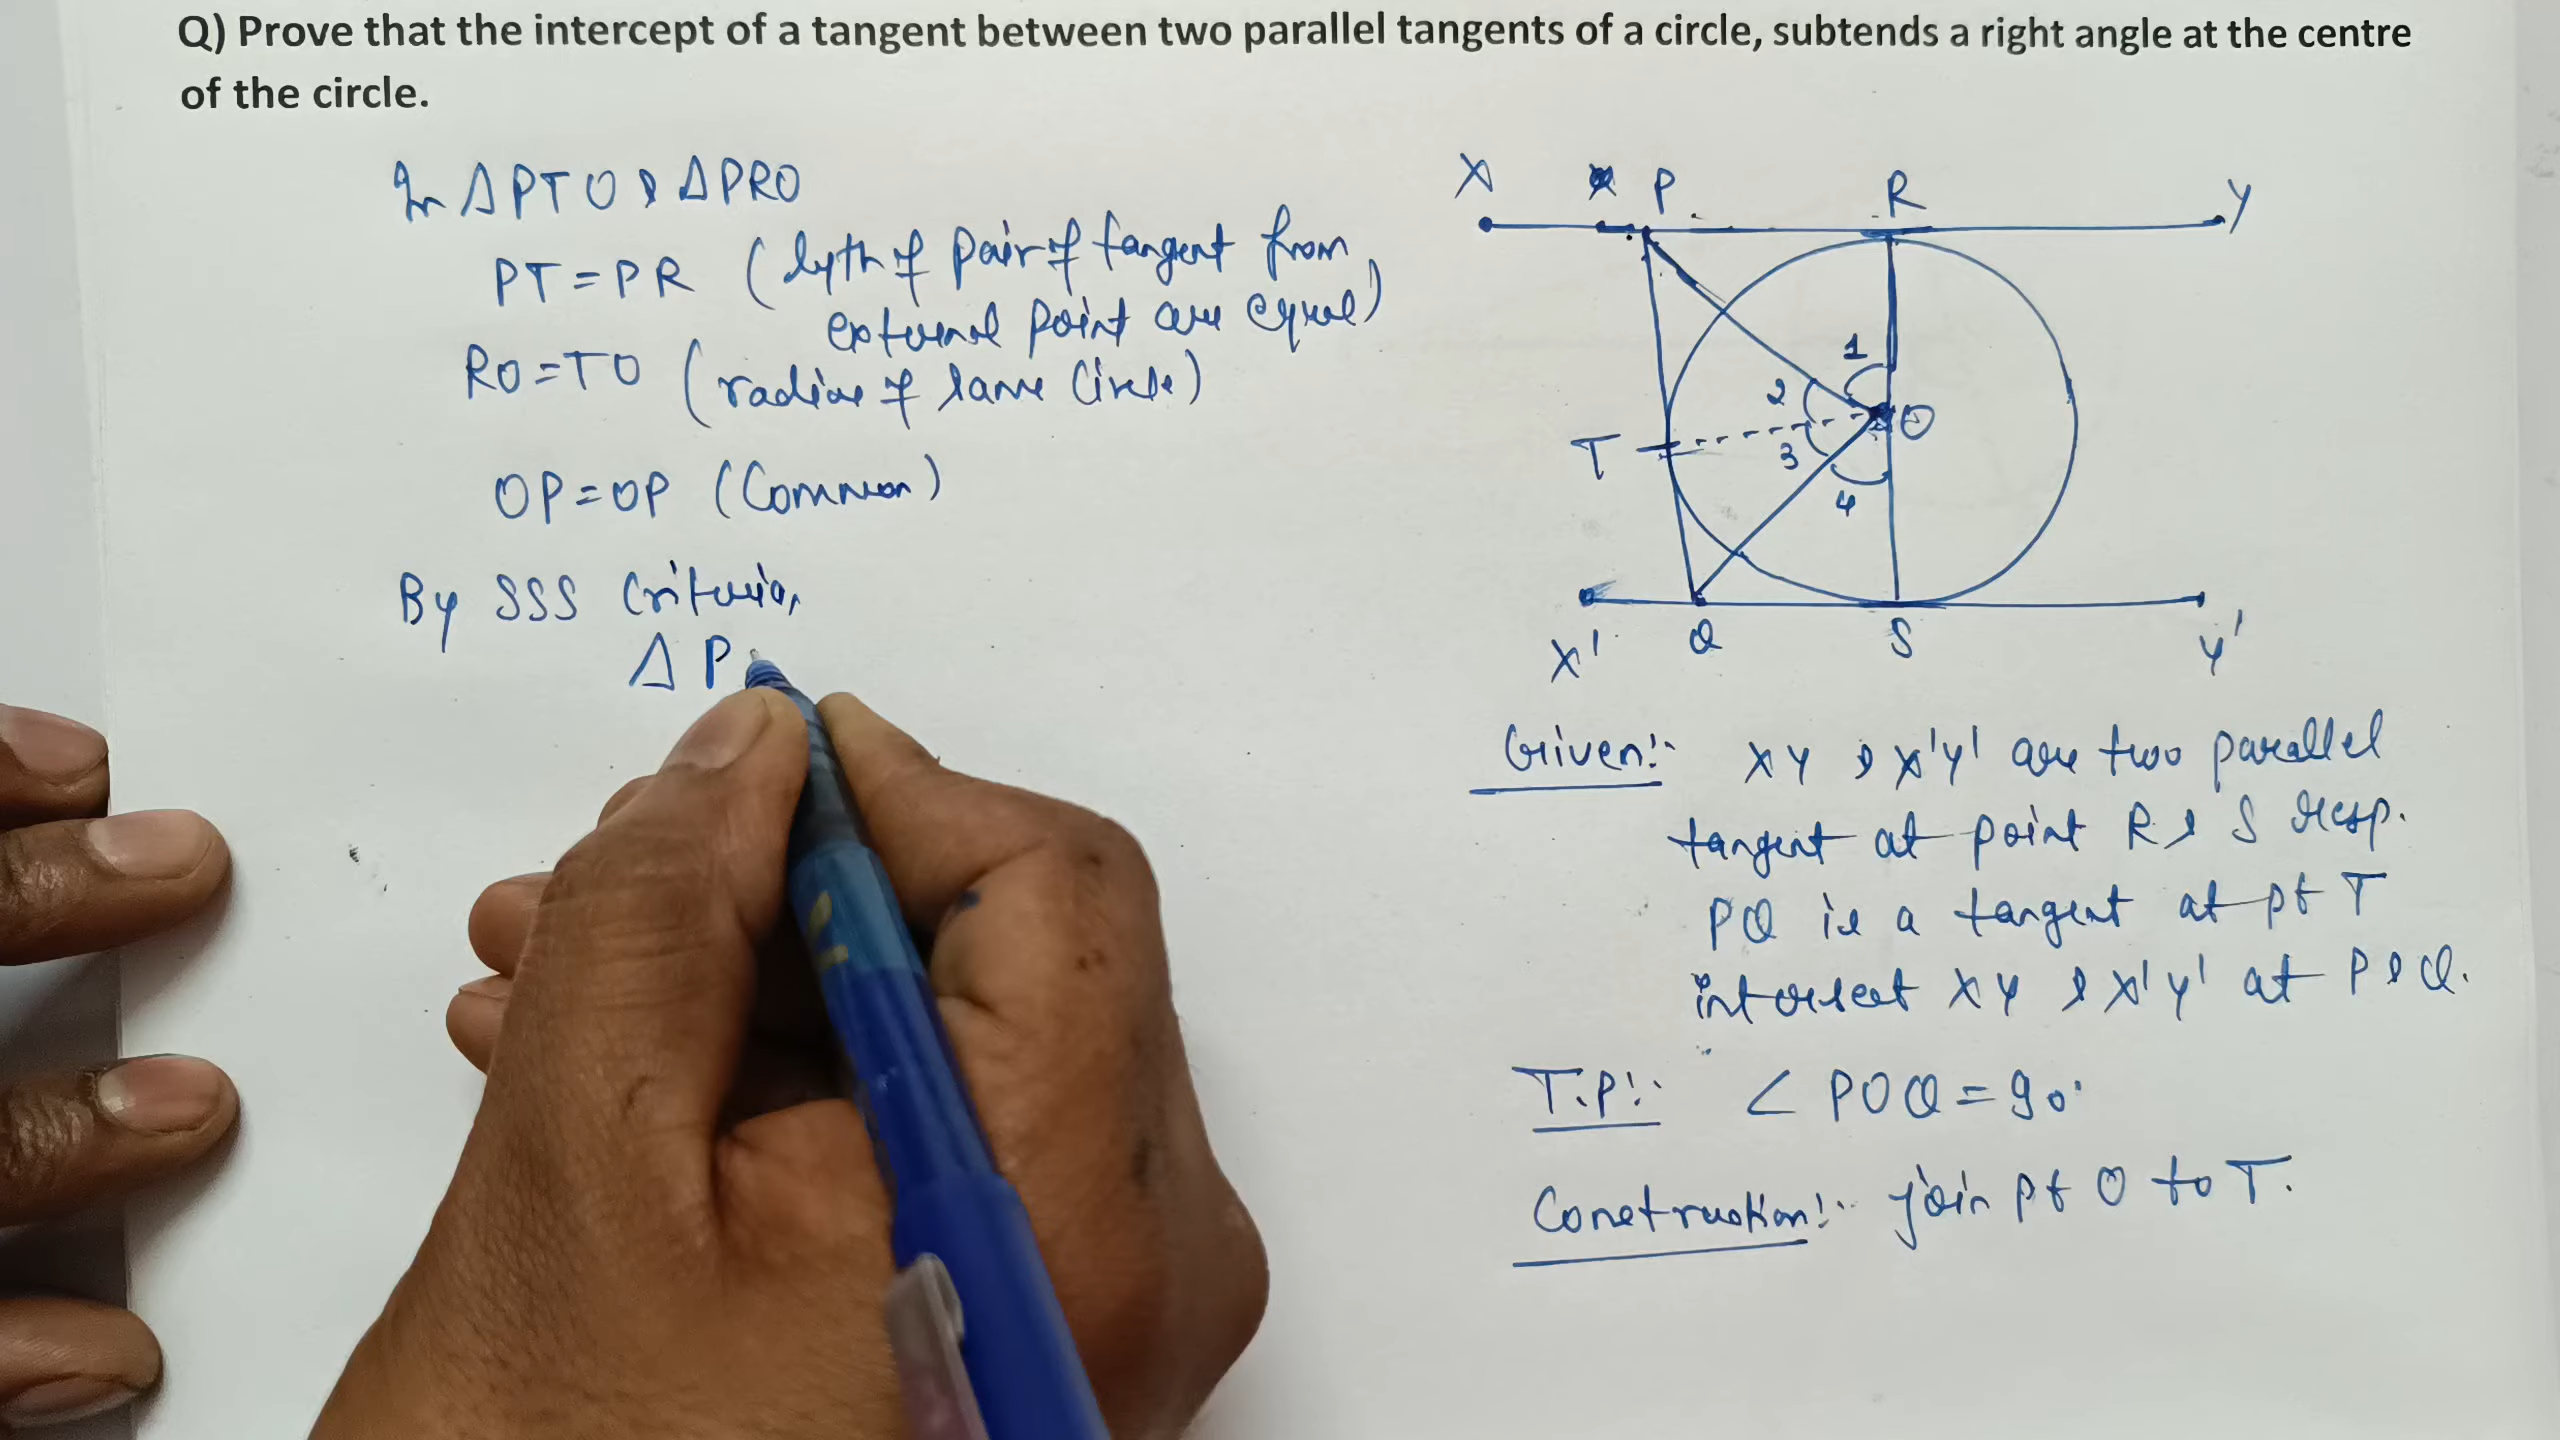 Q) Prove that the intercept of a tangent between two parallel tangents of a circle, subtends a right angle at the centre
of the circle.
In ΔPTO & ΔPRO
PT = PR (lgth of pair of tangent from
external point are equal)
RO = TO (radius of same Circle)
OP = OP (Common)
By SSS Criteria,
Δ P
X P R Y
1
2
T O
3
4
X' Q S Y'
Given:- XY & X'Y' are two parallel
tangent at point R & S resp.
PQ is a tangent at pt T
intersect XY & X'Y' at P & Q.
T.P:- ∠POQ = 90°
Construction:- join pt O to T.